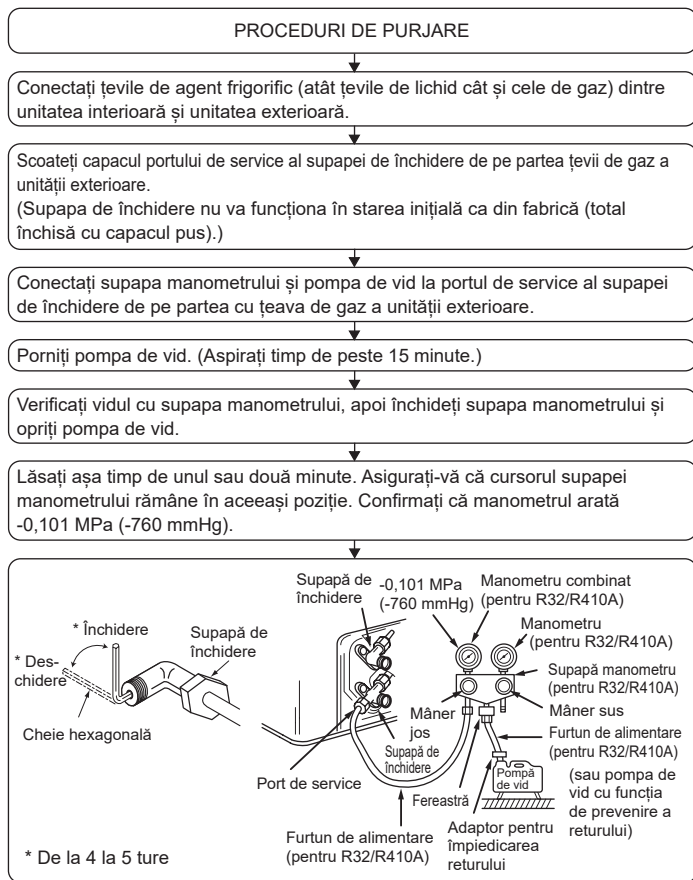 PROCEDURI DE PURJARE
Conectați țevile de agent frigorific (atât țevile de lichid cât și cele de gaz) dintre
unitatea interioară și unitatea exterioară.
Scoateți capacul portului de service al supapei de închidere de pe partea țevii de gaz a
unității exterioare.
(Supapa de închidere nu va funcționa în starea inițială ca din fabrică (total
închisă cu capacul pus).)
Conectați supapa manometrului și pompa de vid la portul de service al supapei
de închidere de pe partea cu țeava de gaz a unității exterioare.
Porniți pompa de vid. (Aspirați timp de peste 15 minute.)
Verificați vidul cu supapa manometrului, apoi închideți supapa manometrului și
opriți pompa de vid.
Lăsați așa timp de unul sau două minute. Asigurați-vă că cursorul supapei
manometrului rămâne în aceeași poziție. Confirmați că manometrul arată
-0,101 MPa (-760 mmHg).
* Închidere
* Des-
chidere
Cheie hexagonală
Supapă de
închidere
Supapă de
închidere
-0,101 MPa
(-760 mmHg)
Manometru combinat
(pentru R32/R410A)
Manometru
(pentru R32/R410A)
Supapă manometru
(pentru R32/R410A)
Mâner
jos
Mâner sus
Supapă de
închidere
Port de service
Furtun de alimentare
(pentru R32/R410A)
Pompă
de vid
Fereastră
(sau pompa de
vid cu funcția
de prevenire a
returului)
Adaptor pentru
împiedicarea
returului
Furtun de alimentare
(pentru R32/R410A)
* De la 4 la 5 ture